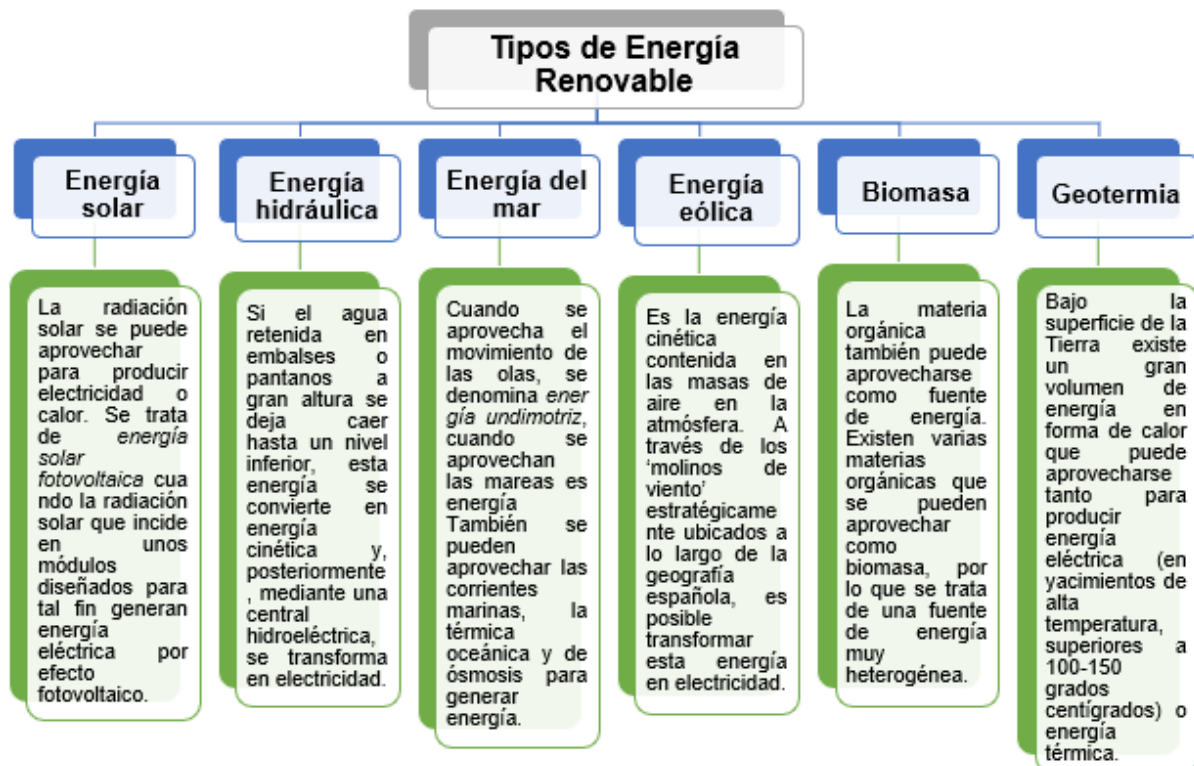 Tipos de Energía
Renovable
Energía
solar
Energía
hidráulica
Energía del
mar
Energía
eólica
Biomasa
Geotermia
La radiación
solar se puede
aprovechar
para producir
electricidad o
calor. Se trata
de energía
solar
fotovoltaica cua
ndo la radiación
solar que incide
en unos
módulos
diseñados para
tal fin generan
energía
eléctrica por
efecto
fotovoltaico.
Si el agua
retenida en
embalses o
pantanos a
gran altura se
deja caer
hasta un nivel
inferior, esta
energía se
convierte en
energía
cinética y,
posteriormente
, mediante una
central
hidroeléctrica,
se transforma
en electricidad.
Cuando se
aprovecha el
movimiento de
las olas, se
denomina ener
gía undimotriz,
cuando se
aprovechan
las mareas es
energía
También se
pueden
aprovechar las
corrientes
marinas, la
térmica
oceánica y de
ósmosis para
generar
energía.
Es la energía
cinética
contenida en
las masas de
aire en la
atmósfera. A
través de los
‘molinos de
viento’
estratégicame
nte ubicados a
lo largo de la
geografía
española, es
posible
transformar
esta energía
en electricidad.
La materia
orgánica
también puede
aprovecharse
como fuente
de energía.
Existen varias
materias
orgánicas que
se pueden
aprovechar
como
biomasa, por
lo que se trata
de una fuente
de energía
muy
heterogénea.
Bajo la
superficie de la
Tierra existe
un gran
volumen de
energía en
forma de calor
que puede
aprovecharse
tanto para
producir
energía
eléctrica (en
yacimientos de
alta
temperatura,
superiores a
100-150
grados
centígrados) o
energía
térmica.